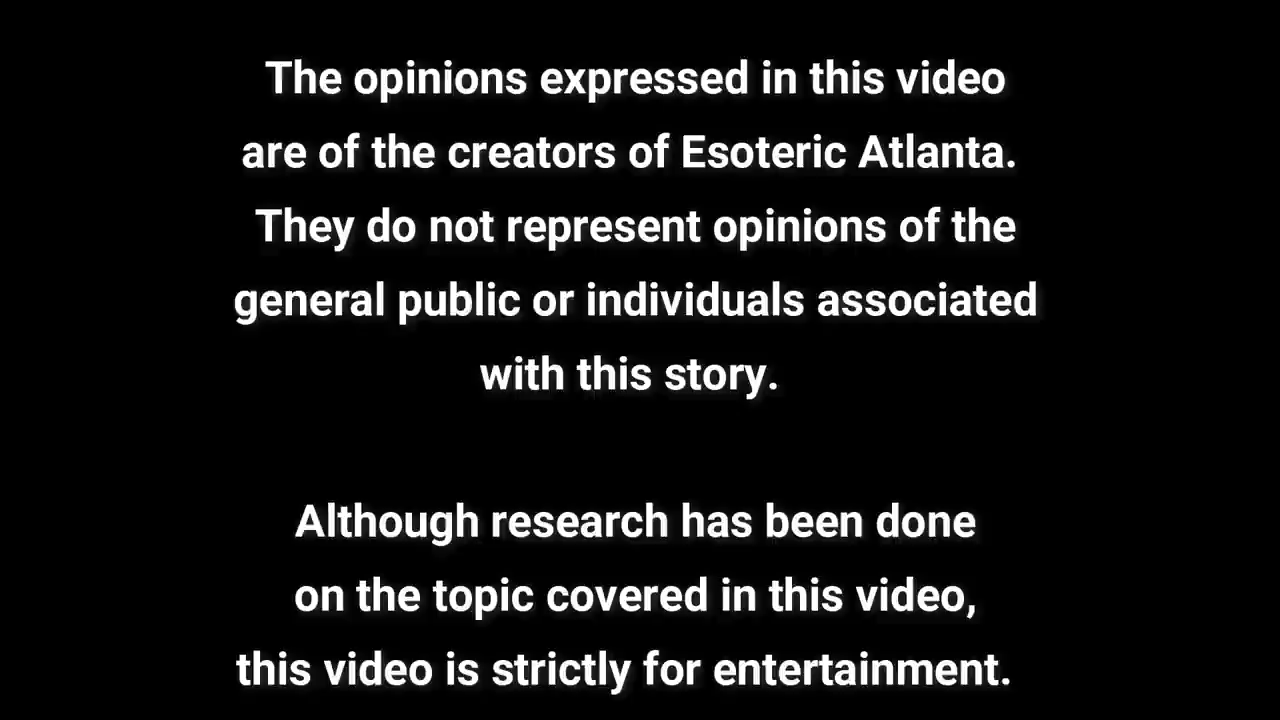 The opinions expressed in this video
are of the creators of Esoteric Atlanta.
They do not represent opinions of the
general public or individuals associated
with this story.
Although research has been done
on the topic covered in this video,
this video is strictly for entertainment.